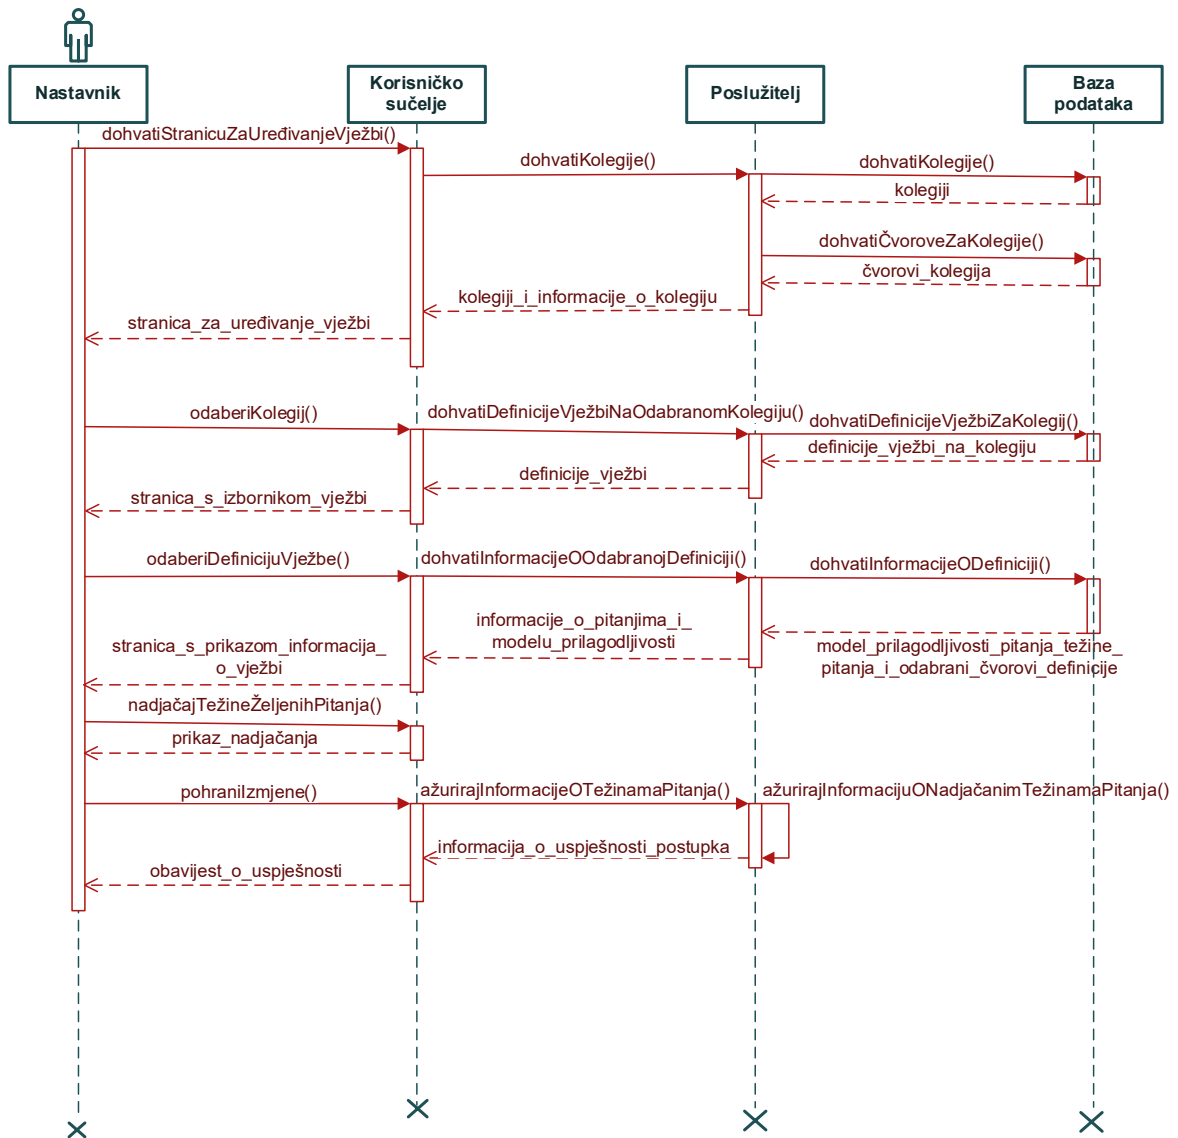 Nastavnik
Korisničko
sučelje
Poslužitelj
Baza
podataka
dohvatiStranicuZaUređivanjeVježbi()
dohvatiKolegije()
dohvatiKolegije()
kolegiji
dohvatiČvoroveZaKolegije()
čvorovi_kolegija
kolegiji_i_informacije_o_kolegiju
stranica_za_uređivanje_vježbi
odaberiKolegij()
dohvatiDefinicijeVježbiNaOdabranomKolegiju()
dohvatiDefinicijeVježbiZaKolegij()
definicije_vježbi_na_kolegiju
definicije_vježbi
stranica_s_izbornikom_vježbi
odaberiDefinicijuVježbe()
dohvatiInformacijeOOdabranojDefiniciji()
dohvatiInformacijeODefiniciji()
informacije_o_pitanjima_i_
modelu_prilagodljivosti
model_prilagodljivosti_pitanja_težine_
pitanja_i_odabrani_čvorovi_definicije
stranica_s_prikazom_informacija_
o_vježbi
nadjačajTežineŽeljenihPitanja()
prikaz_nadjačanja
pohraniIzmjene()
ažurirajInformacijeOTežinamaPitanja()
ažurirajInformacijuONadjačanimTežinamaPitanja()
informacija_o_uspješnosti_postupka
obavijest_o_uspješnosti